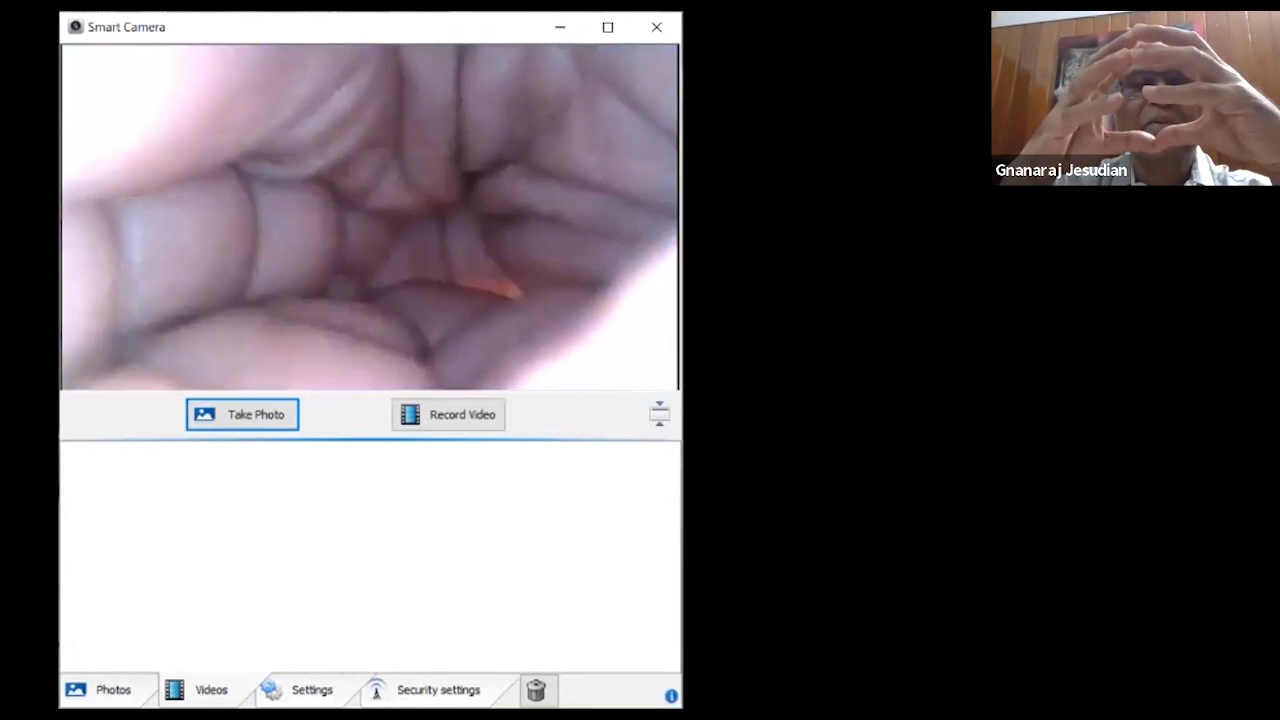 Smart Camera
Gnanaraj Jesudian
Take Photo
Record Video
Photos
Videos
Settings
Security settings